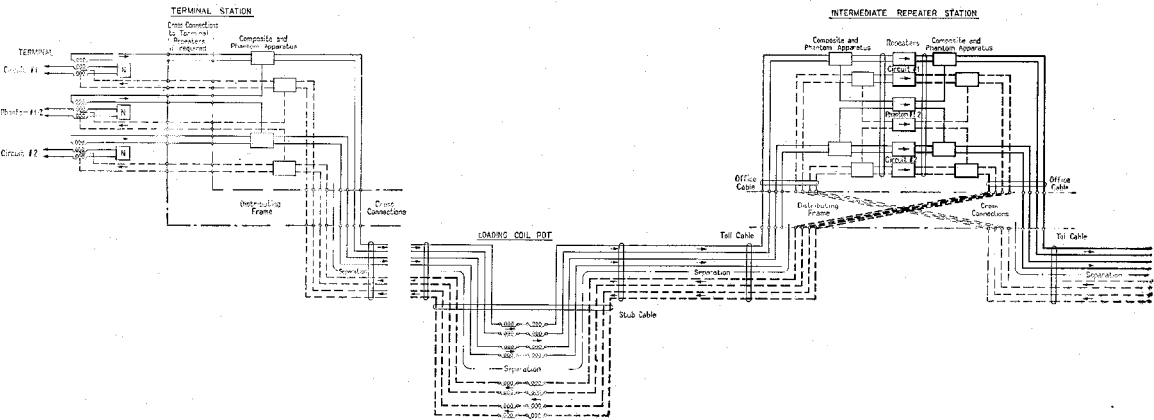 TERMINAL STATION
Cross Connections
to Terminal
Repeaters
if required
Composite and
Phantom Apparatus
TERMINAL
Circuit #1
N
Phantom #1-2
N
Circuit #2
N
Distributing
Frame
Cross
Connections
Separation
LOADING COIL POT
Stub Cable
Separation
INTERMEDIATE REPEATER STATION
Composite and
Phantom Apparatus
Repeaters
Composite and
Phantom Apparatus
Circuit #1
Phantom #1-2
Circuit #2
Office
Cable
Office
Cable
Distributing
Frame
Cross
Connections
Toll Cable
Toll Cable
Separation
Separation